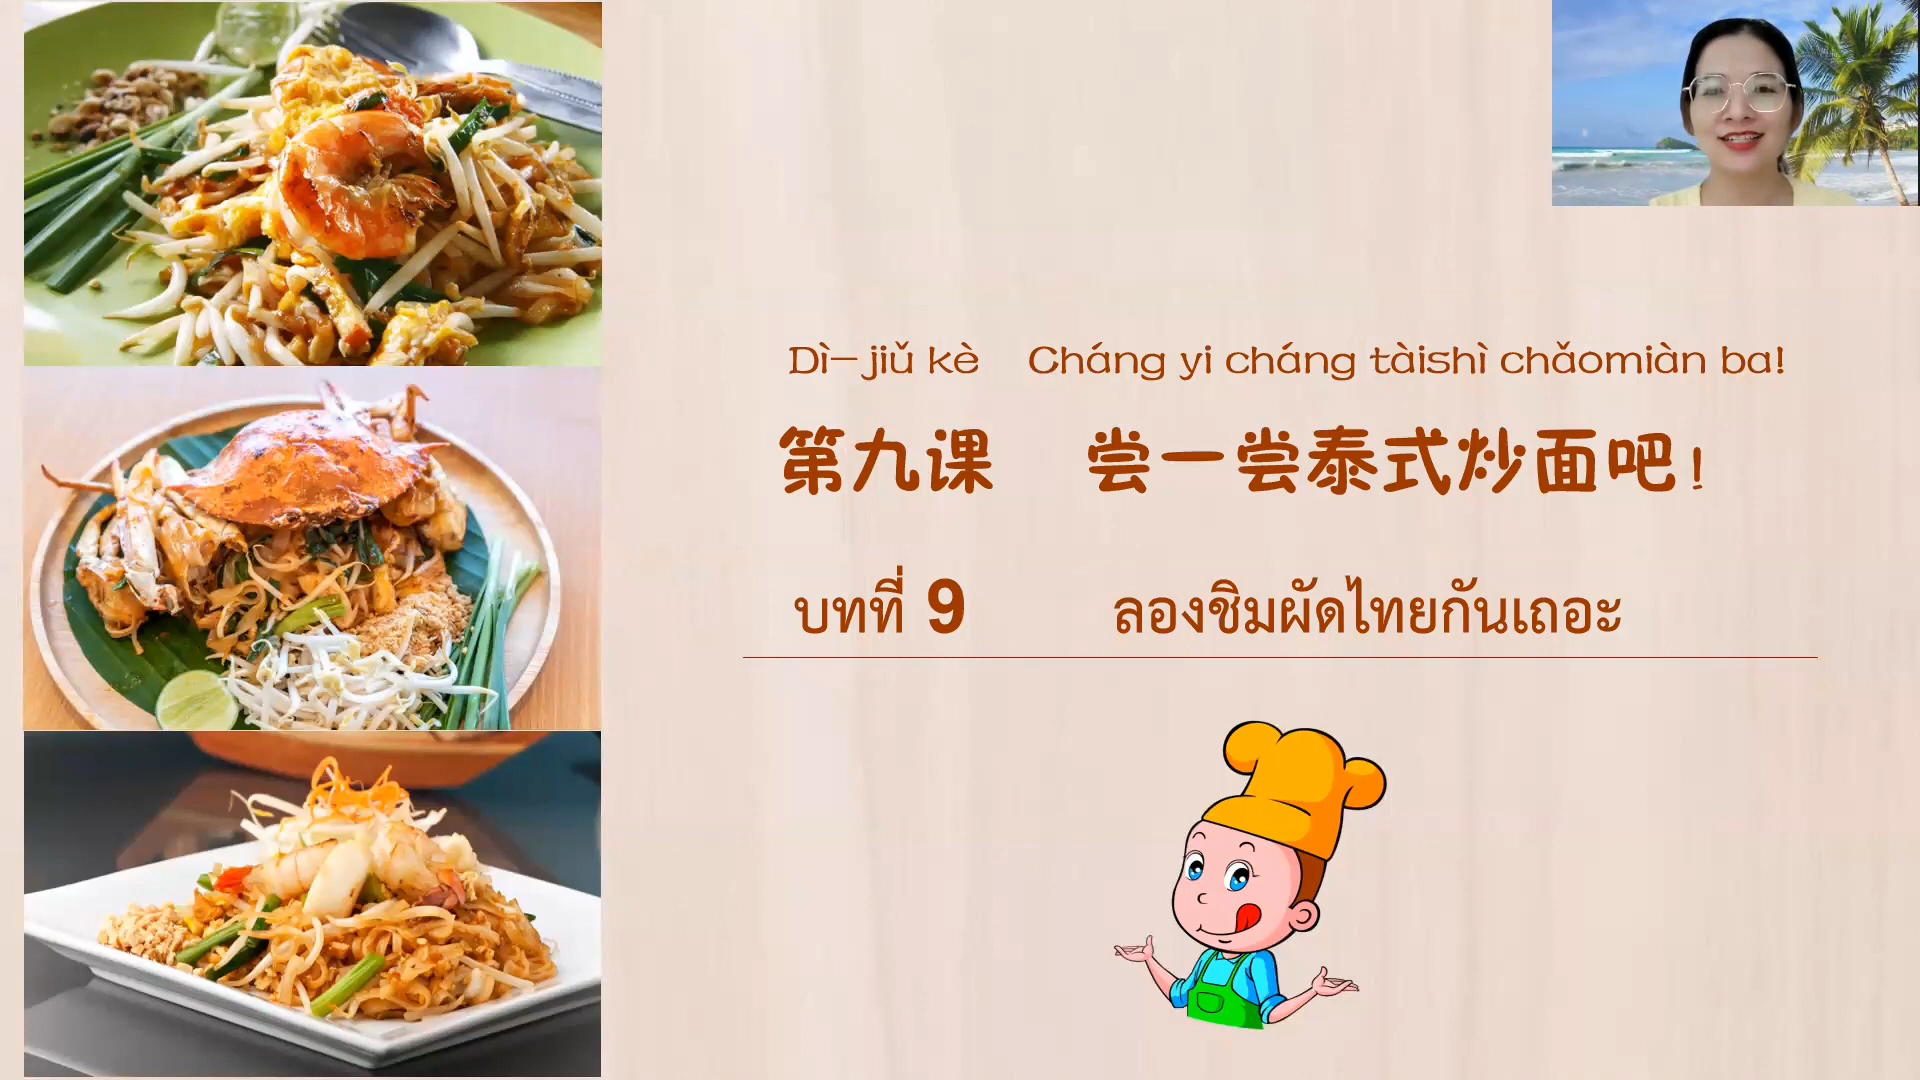 Dì-jiǔ kè Cháng yi cháng tàishì chǎomiàn ba!
第九课 尝一尝泰式炒面吧!
บทที่ 9 ลองชิมผัดไทยกันเถอะ